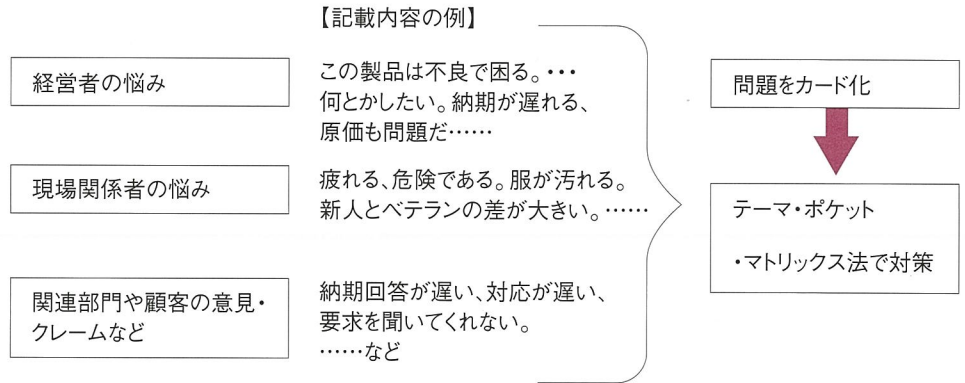 【記載内容の例】
経営者の悩み
この製品は不良で困る。・・・
何とかしたい。納期が遅れる、
原価も問題だ……
現場関係者の悩み
疲れる、危険である。服が汚れる。
新人とベテランの差が大きい。……
関連部門や顧客の意見・
クレームなど
納期回答が遅い、対応が遅い、
要求を聞いてくれない。
……など
問題をカード化
テーマ・ポケット
・マトリックス法で対策